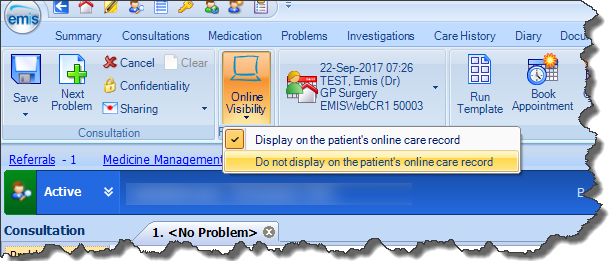 emis
Summary Consultations Medication Problems Investigations Care History Diary Docu
Save
Next Problem
Cancel Clear
Confidentiality
Sharing
Consultation
Online Visibility
22-Sep-2017 07:26
TEST, Emis (Dr)
GP Surgery
EMISWebCR1 50003
Run Template
Book Appointment
Display on the patient's online care record
Do not display on the patient's online care record
Referrals - 1 Medicine Management
Active
Consultation
1. <No Problem>